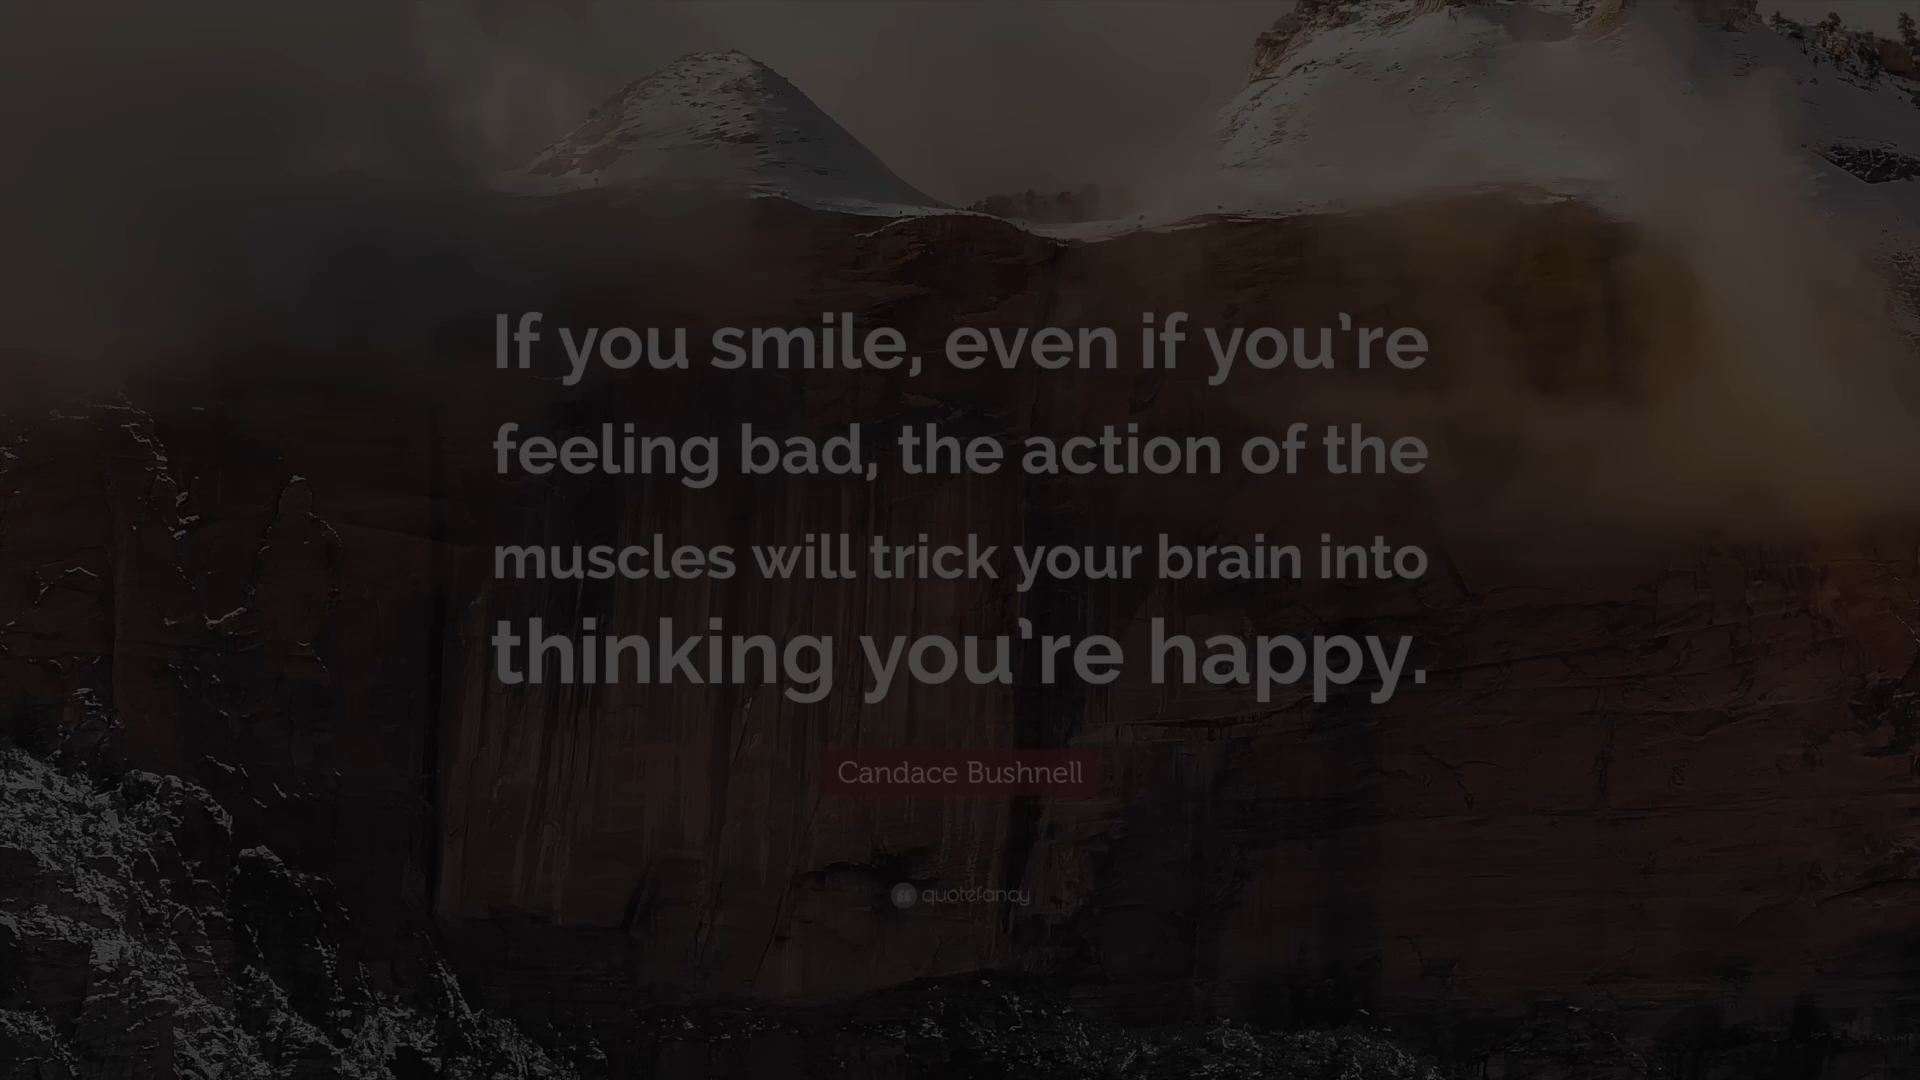 If you smile, even if you’re
feeling bad, the action of the
muscles will trick your brain into
thinking you’re happy.
Candace Bushnell
quotefancy